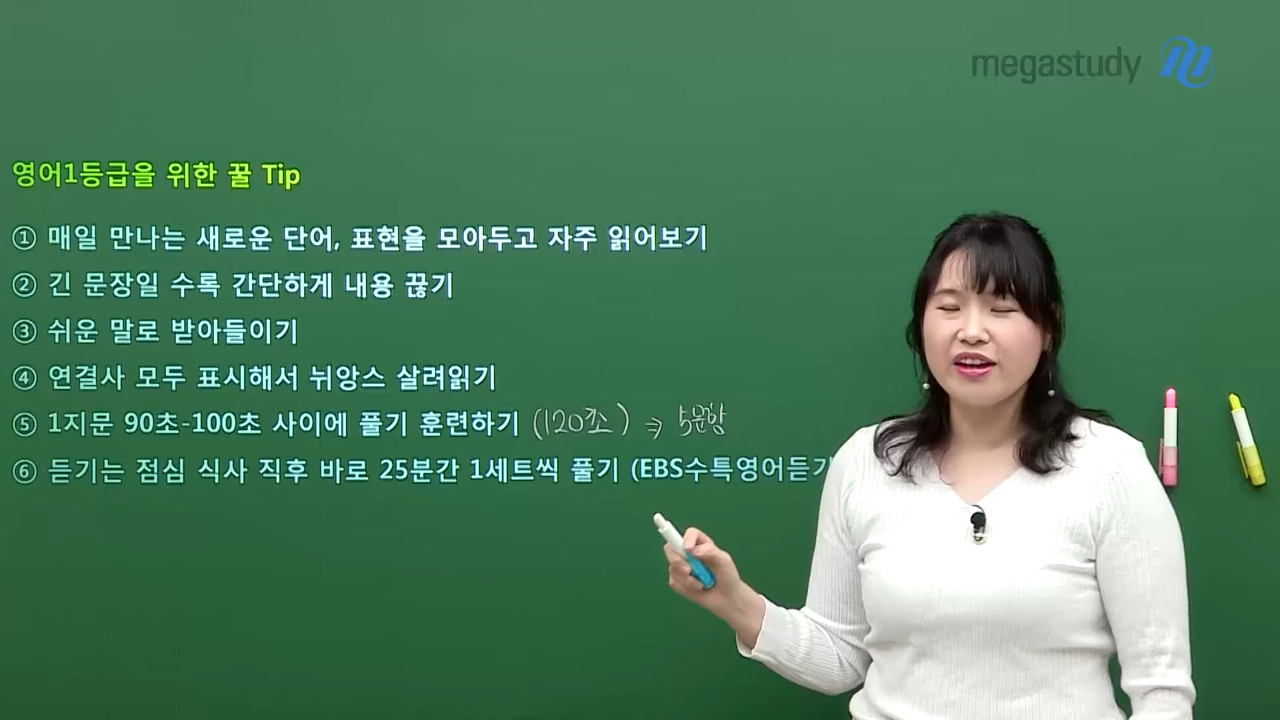 megastudy
영어1등급을 위한 꿀 Tip
① 매일 만나는 새로운 단어, 표현을 모아두고 자주 읽어보기
② 긴 문장일 수록 간단하게 내용 끊기
③ 쉬운 말로 받아들이기
④ 연결사 모두 표시해서 뉘앙스 살려읽기
⑤ 1지문 90초-100초 사이에 풀기 훈련하기 (120초) ⇒ 5문항
⑥ 듣기는 점심 식사 직후 바로 25분간 1세트씩 풀기 (EBS수특영어듣기